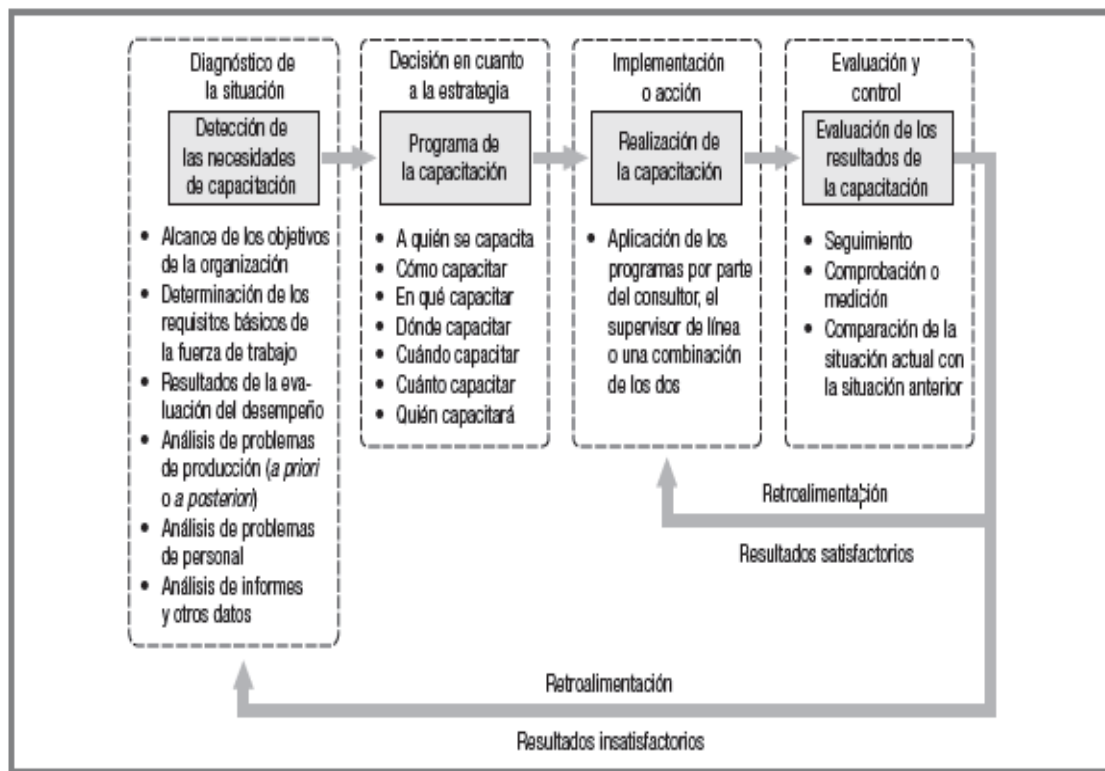 Diagnóstico de
la situación
Detección de
las necesidades
de capacitación
• Alcance de los objetivos
de la organización
• Determinación de los
requisitos básicos de
la fuerza de trabajo
• Resultados de la eva-
luación del desempeño
• Análisis de problemas
de producción (a priori
o a posteriori)
• Análisis de problemas
de personal
• Análisis de informes
y otros datos
Decisión en cuanto
a la estrategia
Programa de
la capacitación
• A quién se capacita
• Cómo capacitar
• En qué capacitar
• Dónde capacitar
• Cuándo capacitar
• Cuánto capacitar
• Quién capacitará
Implementación
o acción
Realización de
la capacitación
• Aplicación de los
programas por parte
del consultor, el
supervisor de línea
o una combinación
de los dos
Evaluación y
control
Evaluación de los
resultados de
la capacitación
• Seguimiento
• Comprobación o
medición
• Comparación de la
situación actual con
la situación anterior
Retroalimentación
Resultados satisfactorios
Retroalimentación
Resultados insatisfactorios